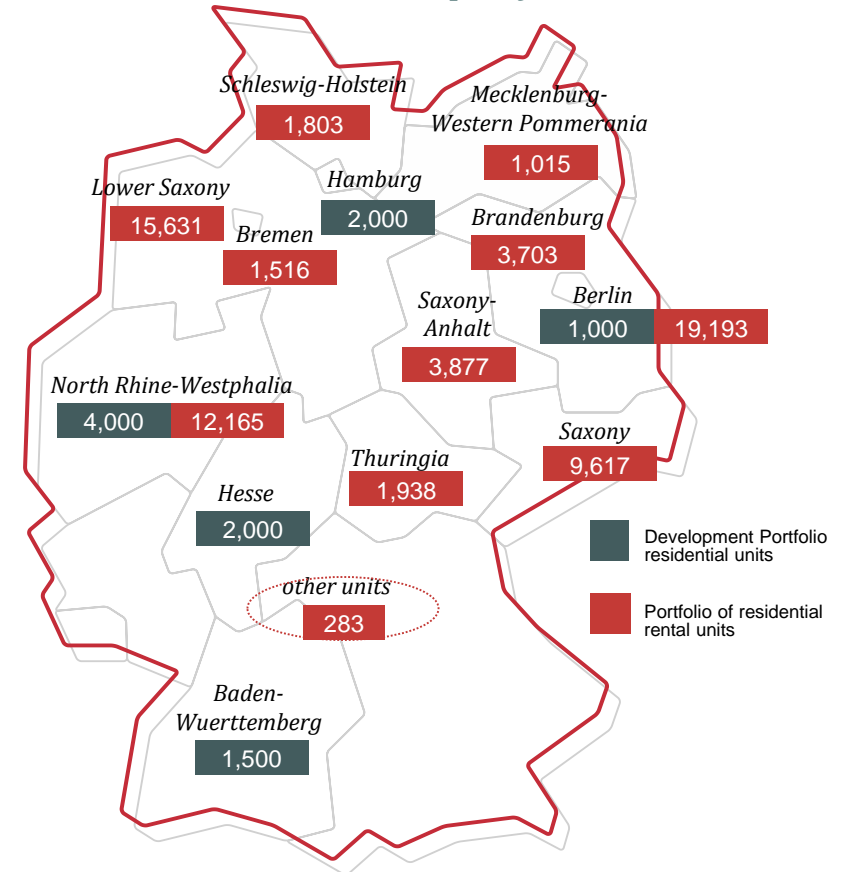 Schleswig-Holstein
1,803
Mecklenburg-
Western Pommerania
1,015
Lower Saxony
15,631
Hamburg
2,000
Bremen
1,516
Brandenburg
3,703
Saxony-
Anhalt
3,877
Berlin
1,000 19,193
North Rhine-Westphalia
4,000 12,165
Saxony
9,617
Thuringia
1,938
Hesse
2,000
Development Portfolio
residential units
other units
283
Portfolio of residential
rental units
Baden-
Wuerttemberg
1,500